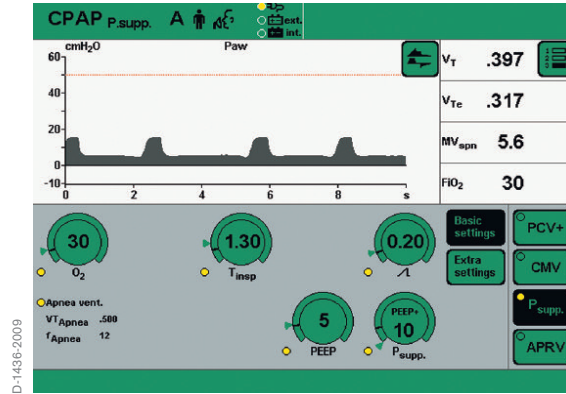 CPAP P.supp. A ext.
int.
cmH2O Paw
60
40
20
0
-10
0 2 4 6 8 s
VT .397
VTe .317
MVspn 5.6
FiO2 30
30
O2
1.30
Tinsp
0.20
Basic settings
Extra settings
PCV+
CMV
P supp.
APRV
Apnea vent.
VTApnea .500
fApnea 12
5
PEEP
PEEP+
10
Psupp.
D-1436-2009